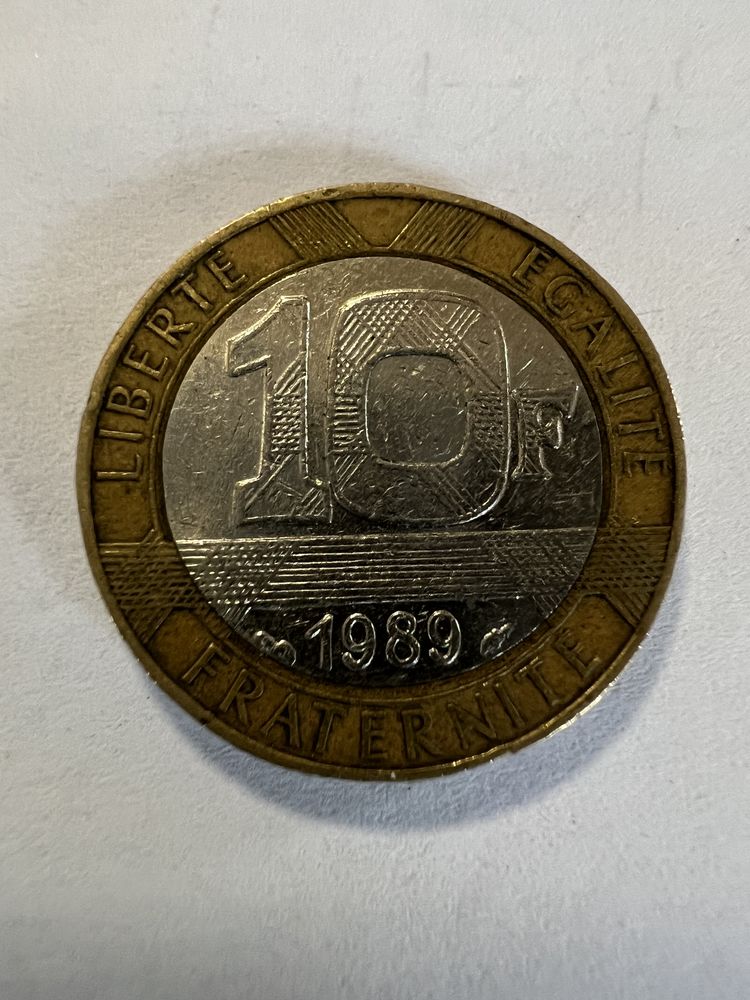 LIBERTE
EGALITE
10F
1989
FRATERNITE